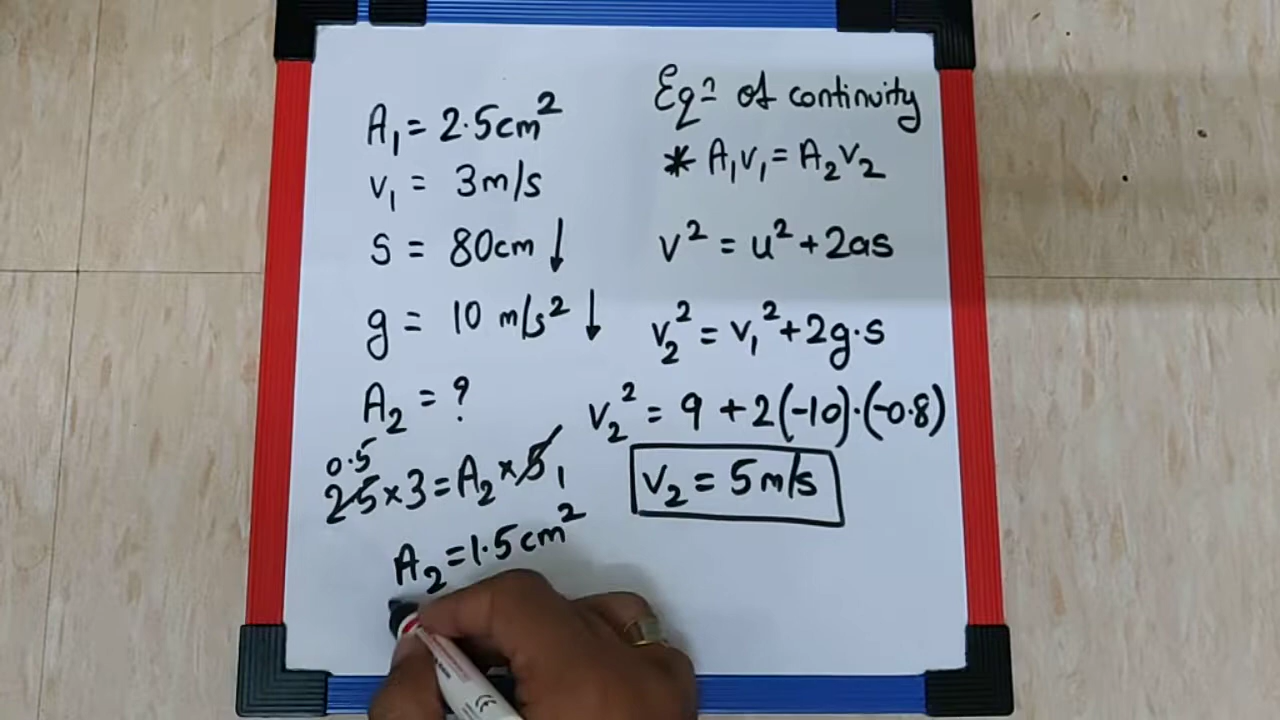 A₁ = 2.5cm²
v₁ = 3m/s
s = 80cm ↓
g = 10 m/s² ↓
A₂ = ?
0.5
2.5 × 3 = A₂ × 5 1
A₂ = 1.5cm²
Eqⁿ of continuity
* A₁v₁ = A₂v₂
v² = u² + 2as
v₂² = v₁² + 2g·s
v₂² = 9 + 2(-10)·(-0.8)
v₂ = 5m/s